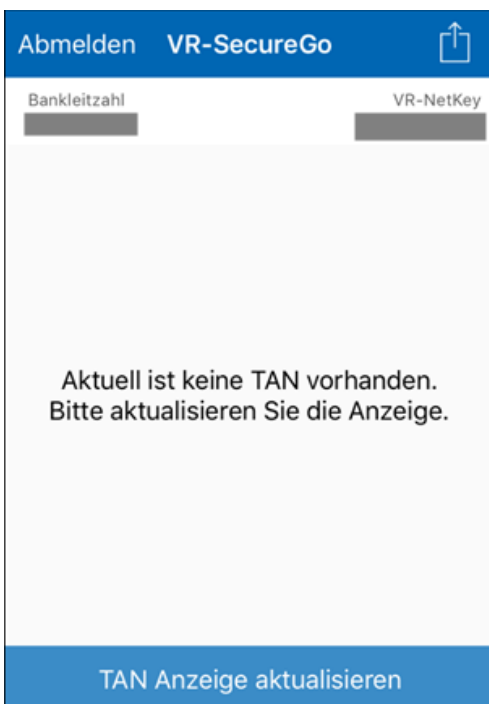 Abmelden VR-SecureGo
Bankleitzahl VR-NetKey
Aktuell ist keine TAN vorhanden.
Bitte aktualisieren Sie die Anzeige.
TAN Anzeige aktualisieren